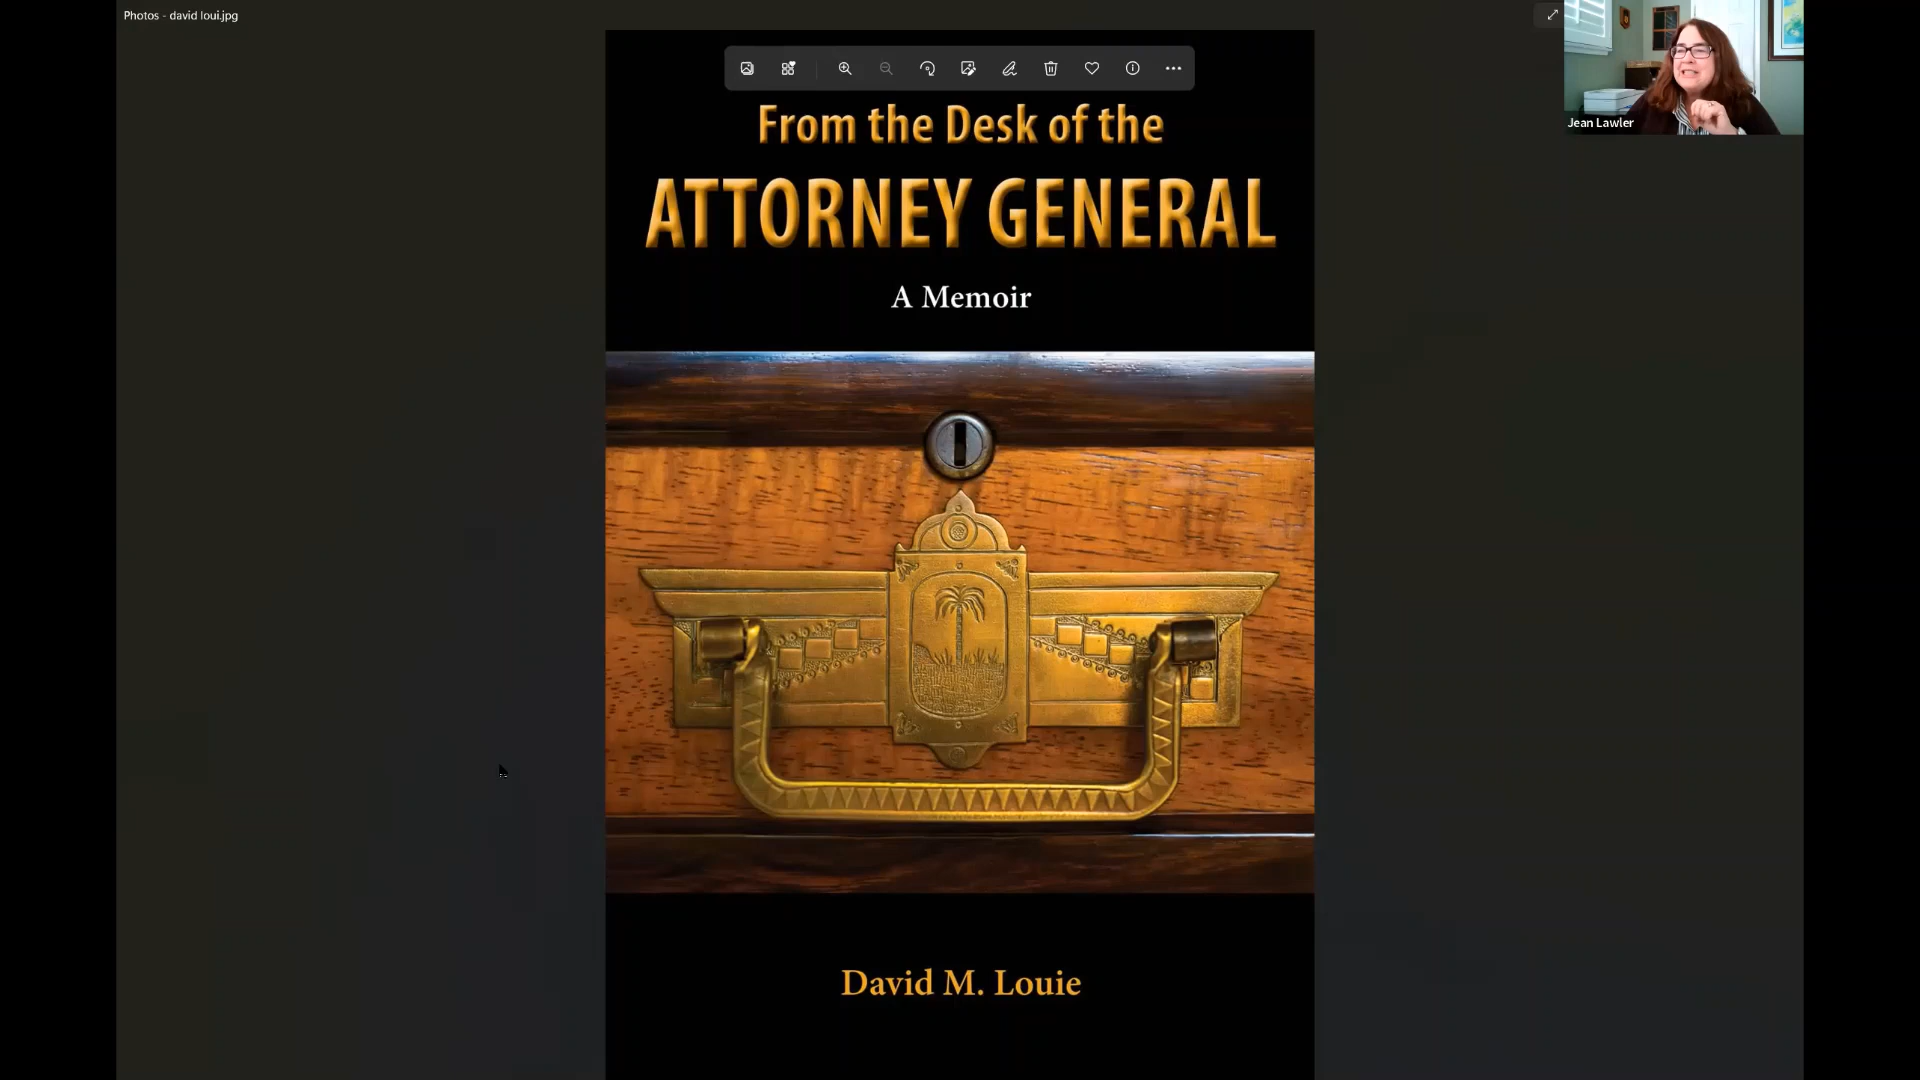 Photos - david loui.jpg
From the Desk of the
ATTORNEY GENERAL
A Memoir
David M. Louie
Jean Lawler